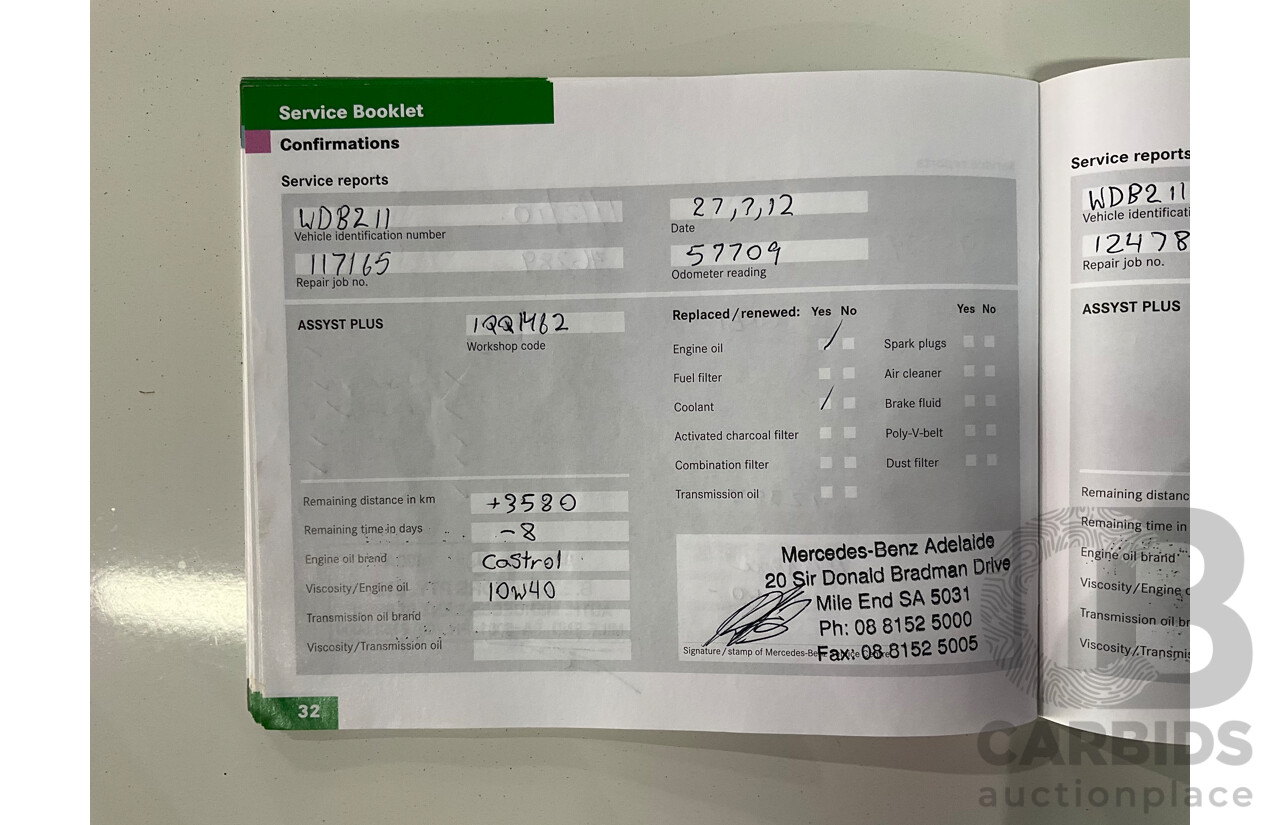 Service Booklet
Confirmations
Service reports
WDB211
Vehicle identification number
27,7,12
Date
117165
Repair job no.
57709
Odometer reading
ASSYST PLUS
Workshop code
Replaced/renewed: Yes No
Yes No
Engine oil
Spark plugs
Fuel filter
Air cleaner
Coolant
Brake fluid
Activated charcoal filter
Poly-V-belt
Combination filter
Dust filter
Transmission oil
Remaining distance in km +3580
Remaining time in days -8
Engine oil brand Castrol
Viscosity/Engine oil 10W40
Transmission oil brand
Viscosity/Transmission oil
Mercedes-Benz Adelaide
20 Sir Donald Bradman Drive
Mile End SA 5031
Ph: 08 8152 5000
Fax: 08 8152 5005
Signature/stamp of Mercedes-Benz
32
Service reports
WDB211
Vehicle identificati
12478
Repair job no.
ASSYST PLUS
Remaining distanc
Remaining time in
Engine oil brand
Viscosity/Engine
Transmission oil br
Viscosity/Transmis
CB
CARBIDS
auctionplace